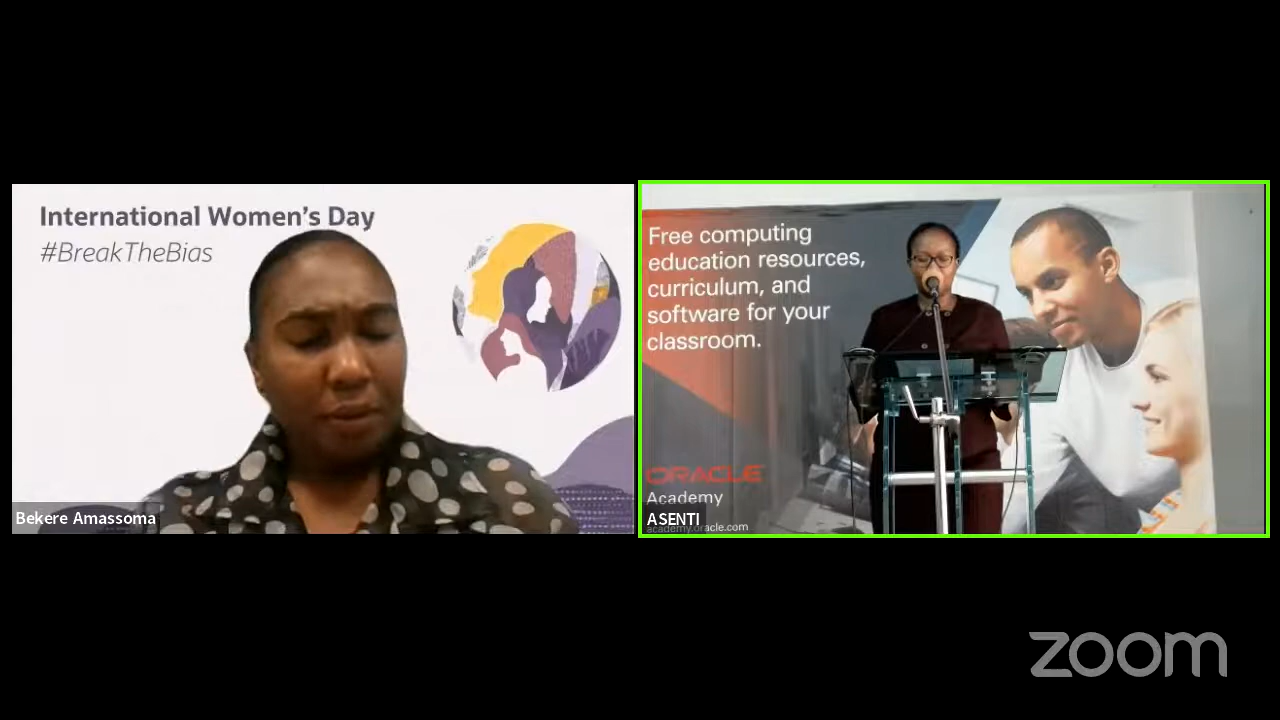 International Women's Day
#BreakTheBias
Bekere Amassoma
Free computing
education resources,
curriculum, and
software for your
classroom.
ORACLE
Academy
ASENTI
academy.oracle.com
zoom